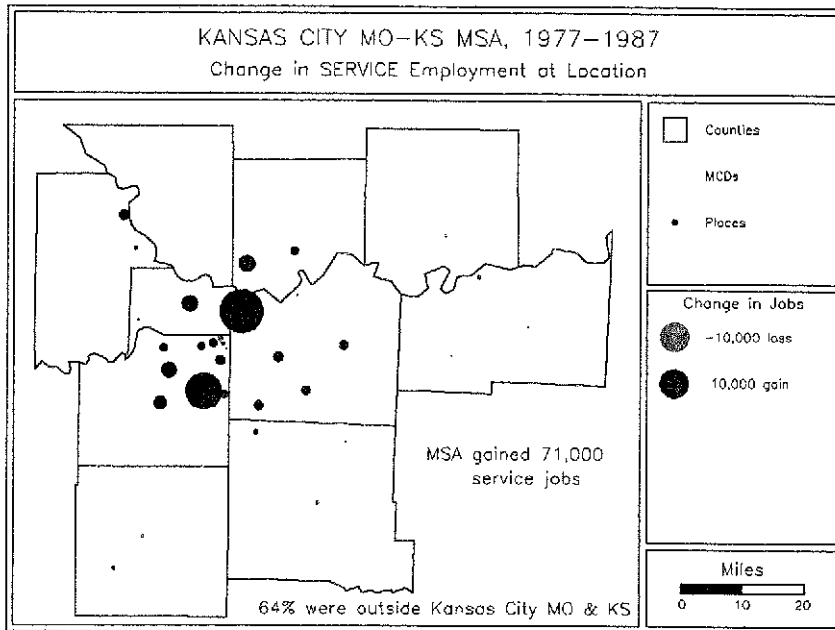 KANSAS CITY MO-KS MSA, 1977-1987
Change in SERVICE Employment at Location
Counties
MCDs
Places
Change in Jobs
-10,000 loss
10,000 gain
MSA gained 71,000
service jobs
64% were outside Kansas City MO & KS
Miles
0 10 20